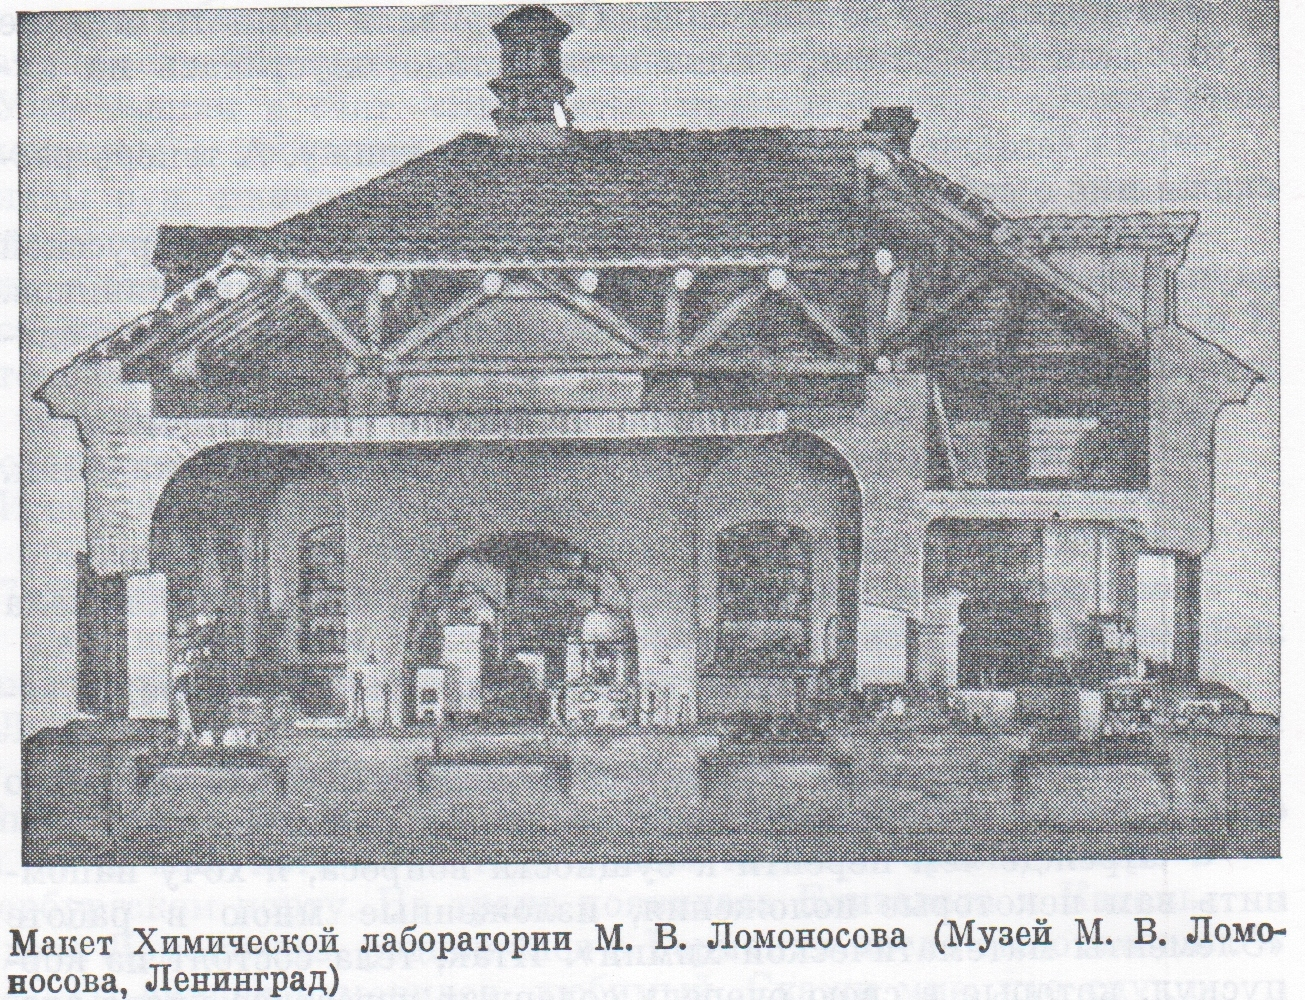 Макет Химической лаборатории М. В. Ломоносова (Музей М. В. Ломо-
носова, Ленинград)